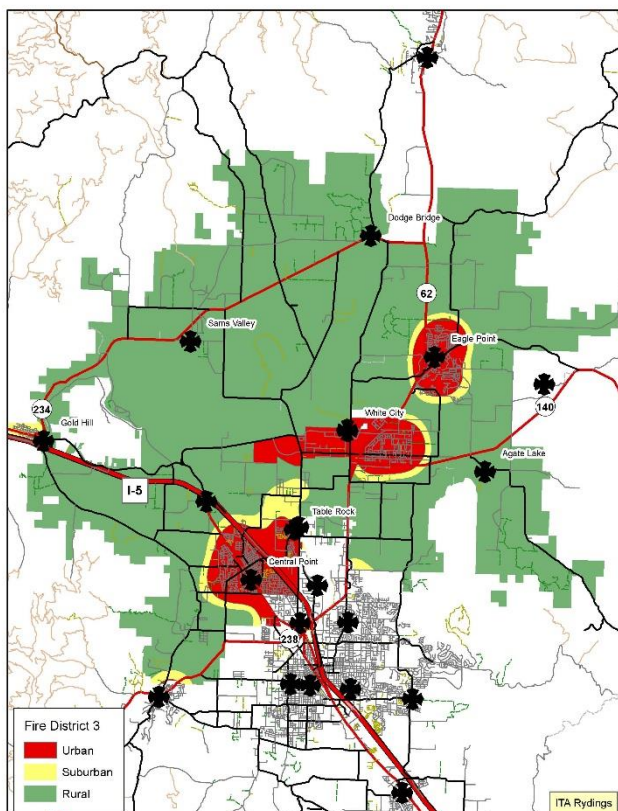 Dodge Bridge
62
Sams Valley
Eagle Point
140
234
Gold Hill
White City
Agate Lake
I-5
Table Rock
Central Point
238
Fire District 3
Urban
Suburban
Rural
ITA Rydings